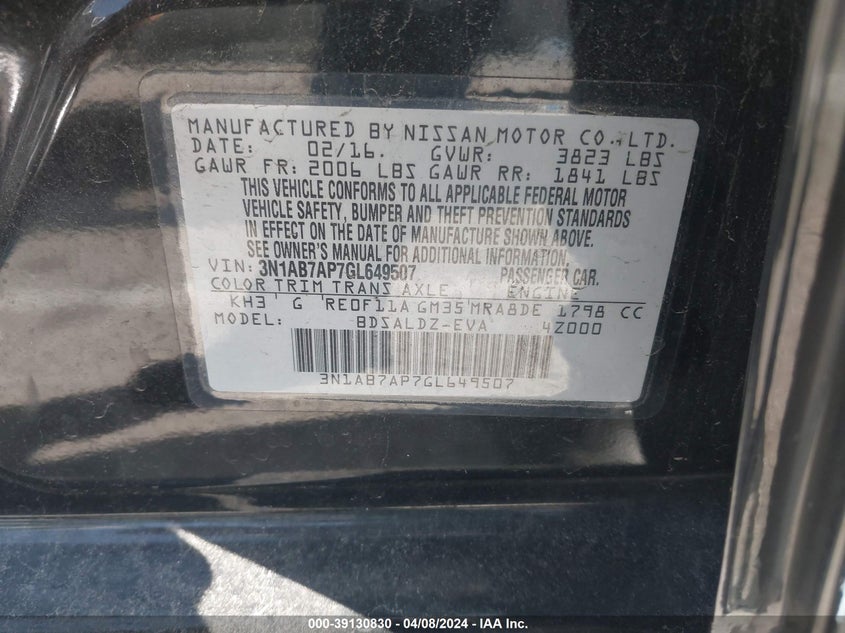 MANUFACTURED BY NISSAN MOTOR CO.,LTD.
DATE: 02/16. GVWR: 3823 LBS
GAWR FR: 2006 LBS GAWR RR: 1841 LBS
THIS VEHICLE CONFORMS TO ALL APPLICABLE FEDERAL MOTOR
VEHICLE SAFETY, BUMPER AND THEFT PREVENTION STANDARDS
IN EFFECT ON THE DATE OF MANUFACTURE SHOWN ABOVE.
SEE OWNER'S MANUAL FOR ADDITIONAL INFORMATION.
VIN: 3N1AB7AP7GL649507 PASSENGER CAR.
COLOR TRIM TRANS AXLE ENGINE
KH3 G RE0F11A GM35 MRA8DE 1798 CC
MODEL: BDSALDZ-EVA 4Z000
3N1AB7AP7GL649507
000-39130830 - 04/08/2024 - WWW.IAAI.COM